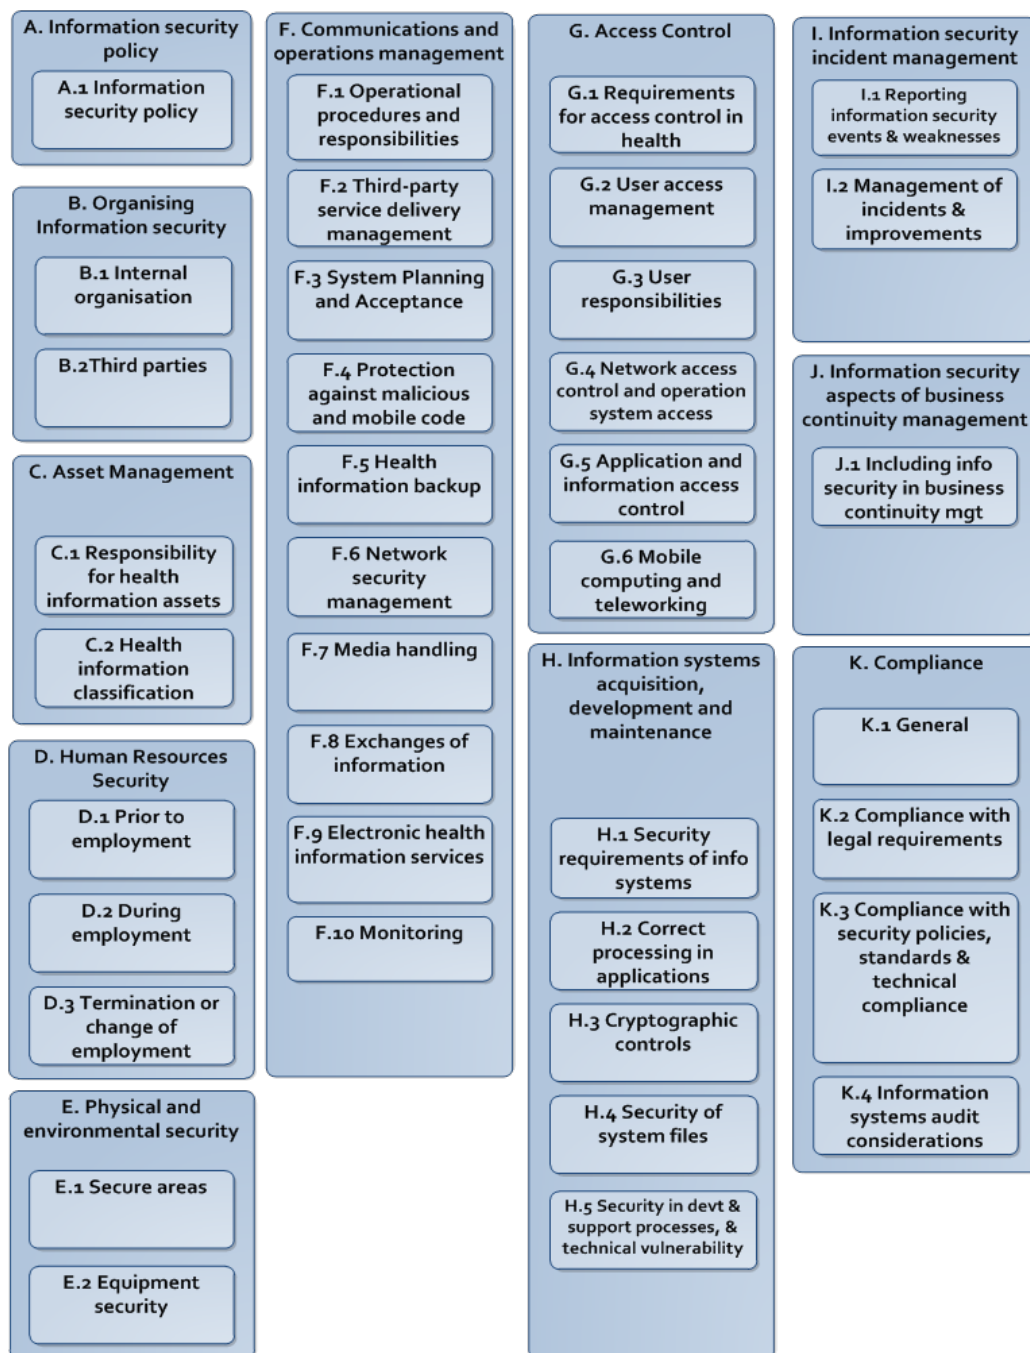 A. Information security
policy
A.1 Information
security policy
B. Organising
Information security
B.1 Internal
organisation
B.2Third parties
C. Asset Management
C.1 Responsibility
for health
information assets
C.2 Health
information
classification
D. Human Resources
Security
D.1 Prior to
employment
D.2 During
employment
D.3 Termination or
change of
employment
E. Physical and
environmental security
E.1 Secure areas
E.2 Equipment
security
F. Communications and
operations management
F.1 Operational
procedures and
responsibilities
F.2 Third-party
service delivery
management
F.3 System Planning
and Acceptance
F.4 Protection
against malicious
and mobile code
F.5 Health
information backup
F.6 Network
security
management
F.7 Media handling
F.8 Exchanges of
information
F.9 Electronic health
information services
F.10 Monitoring
G. Access Control
G.1 Requirements
for access control in
health
G.2 User access
management
G.3 User
responsibilities
G.4 Network access
control and operation
system access
G.5 Application and
information access
control
G.6 Mobile
computing and
teleworking
H. Information systems
acquisition,
development and
maintenance
H.1 Security
requirements of info
systems
H.2 Correct
processing in
applications
H.3 Cryptographic
controls
H.4 Security of
system files
H.5 Security in devt &
support processes, &
technical vulnerability
I. Information security
incident management
I.1 Reporting
information security
events & weaknesses
I.2 Management of
incidents &
improvements
J. Information security
aspects of business
continuity management
J.1 Including info
security in business
continuity mgt
K. Compliance
K.1 General
K.2 Compliance with
legal requirements
K.3 Compliance with
security policies,
standards &
technical
compliance
K.4 Information
systems audit
considerations